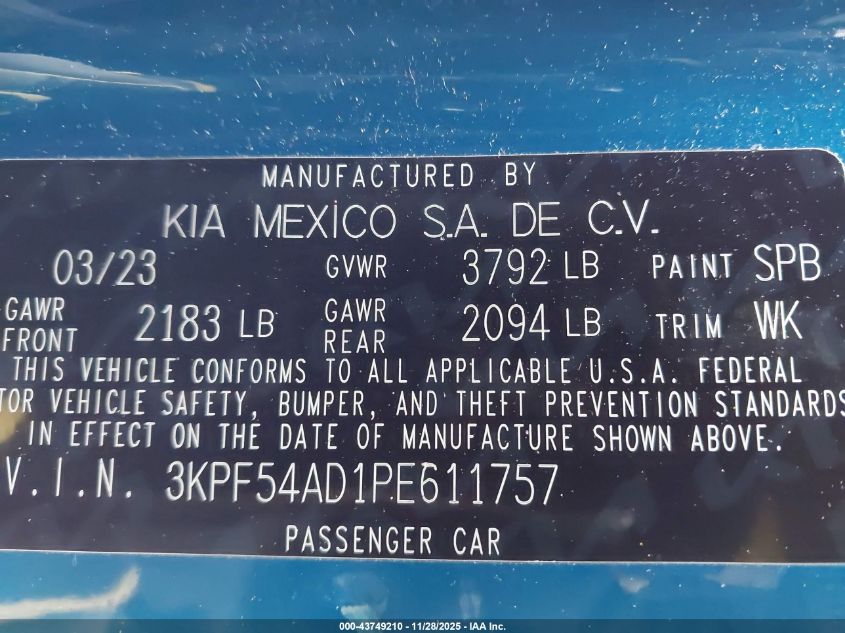 MANUFACTURED BY
KIA MEXICO S.A. DE C.V.
03/23 GVWR 3792 LB PAINT SPB
GAWR FRONT 2183 LB GAWR REAR 2094 LB TRIM WK
THIS VEHICLE CONFORMS TO ALL APPLICABLE U.S.A. FEDERAL
TOR VEHICLE SAFETY, BUMPER, AND THEFT PREVENTION STANDARDS
IN EFFECT ON THE DATE OF MANUFACTURE SHOWN ABOVE.
V.I.N. 3KPF54AD1PE611757
PASSENGER CAR
000-43749210 - 11/28/2025 - IAA Inc.